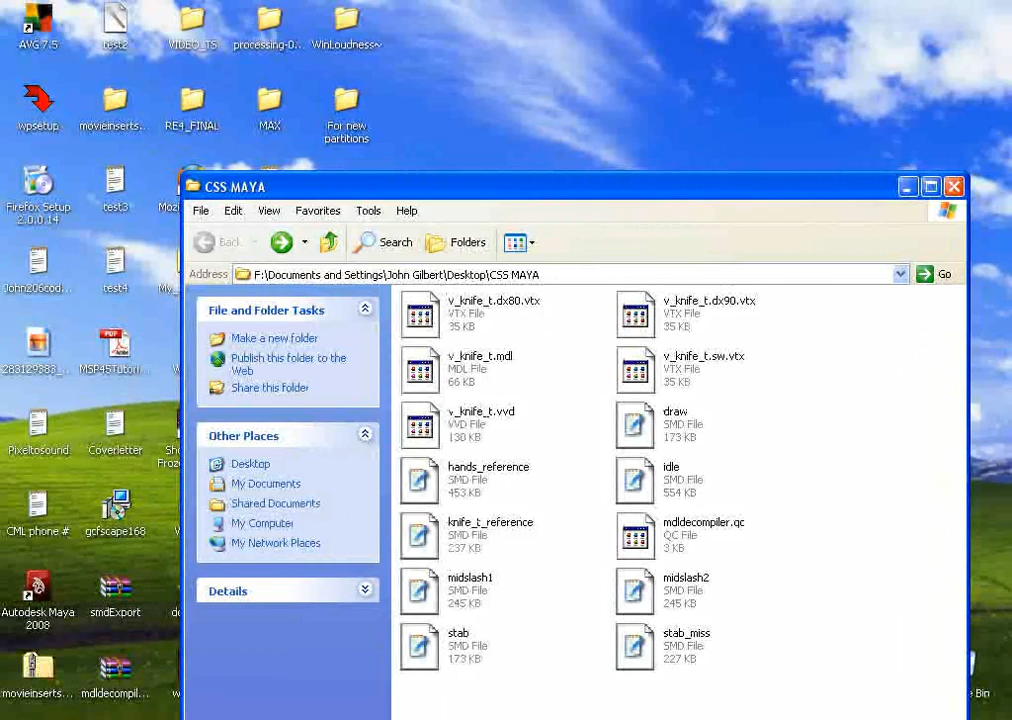 AVG 7.5
test2
VIDEO_TS
processing-0...
WinLoudness~
wpsetup
movieinserts...
RE4_FINAL
MAX
For new
partitions
Firefox Setup
2.0.0.14
test3
Mozi
John206cod...
test4
My_
283129383_...
MSP45Tutori...
Pixeltosound
Coverletter
Sho
Froze
CML phone #
gcfscape168
Autodesk Maya
2008
smdExport
movieinserts...
mdldecompil...
e Bin
CSS MAYA
File Edit View Favorites Tools Help
Back Search Folders
Address F:\Documents and Settings\John Gilbert\Desktop\CSS MAYA Go
File and Folder Tasks
Make a new folder
Publish this folder to the
Web
Share this folder
Other Places
Desktop
My Documents
Shared Documents
My Computer
My Network Places
Details
v_knife_t.dx80.vtx
VTX File
35 KB
v_knife_t.dx90.vtx
VTX File
35 KB
v_knife_t.mdl
MDL File
66 KB
v_knife_t.sw.vtx
VTX File
35 KB
v_knife_t.vvd
VVD File
138 KB
draw
SMD File
173 KB
hands_reference
SMD File
453 KB
idle
SMD File
554 KB
knife_t_reference
SMD File
237 KB
mdldecompiler.qc
QC File
3 KB
midslash1
SMD File
245 KB
midslash2
SMD File
245 KB
stab
SMD File
173 KB
stab_miss
SMD File
227 KB